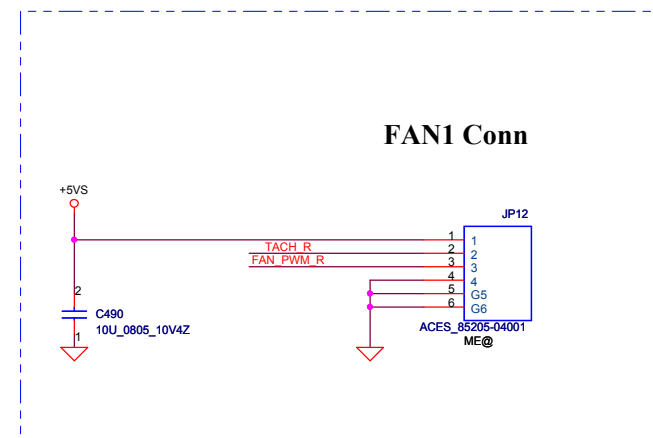 FAN1 Conn
+5VS
JP12
1 1
TACH_R 2 2
FAN_PWM_R 3 3
4 4
5 G5
6 G6
2
C490
10U_0805_10V4Z
1
ACES_85205-04001
ME@